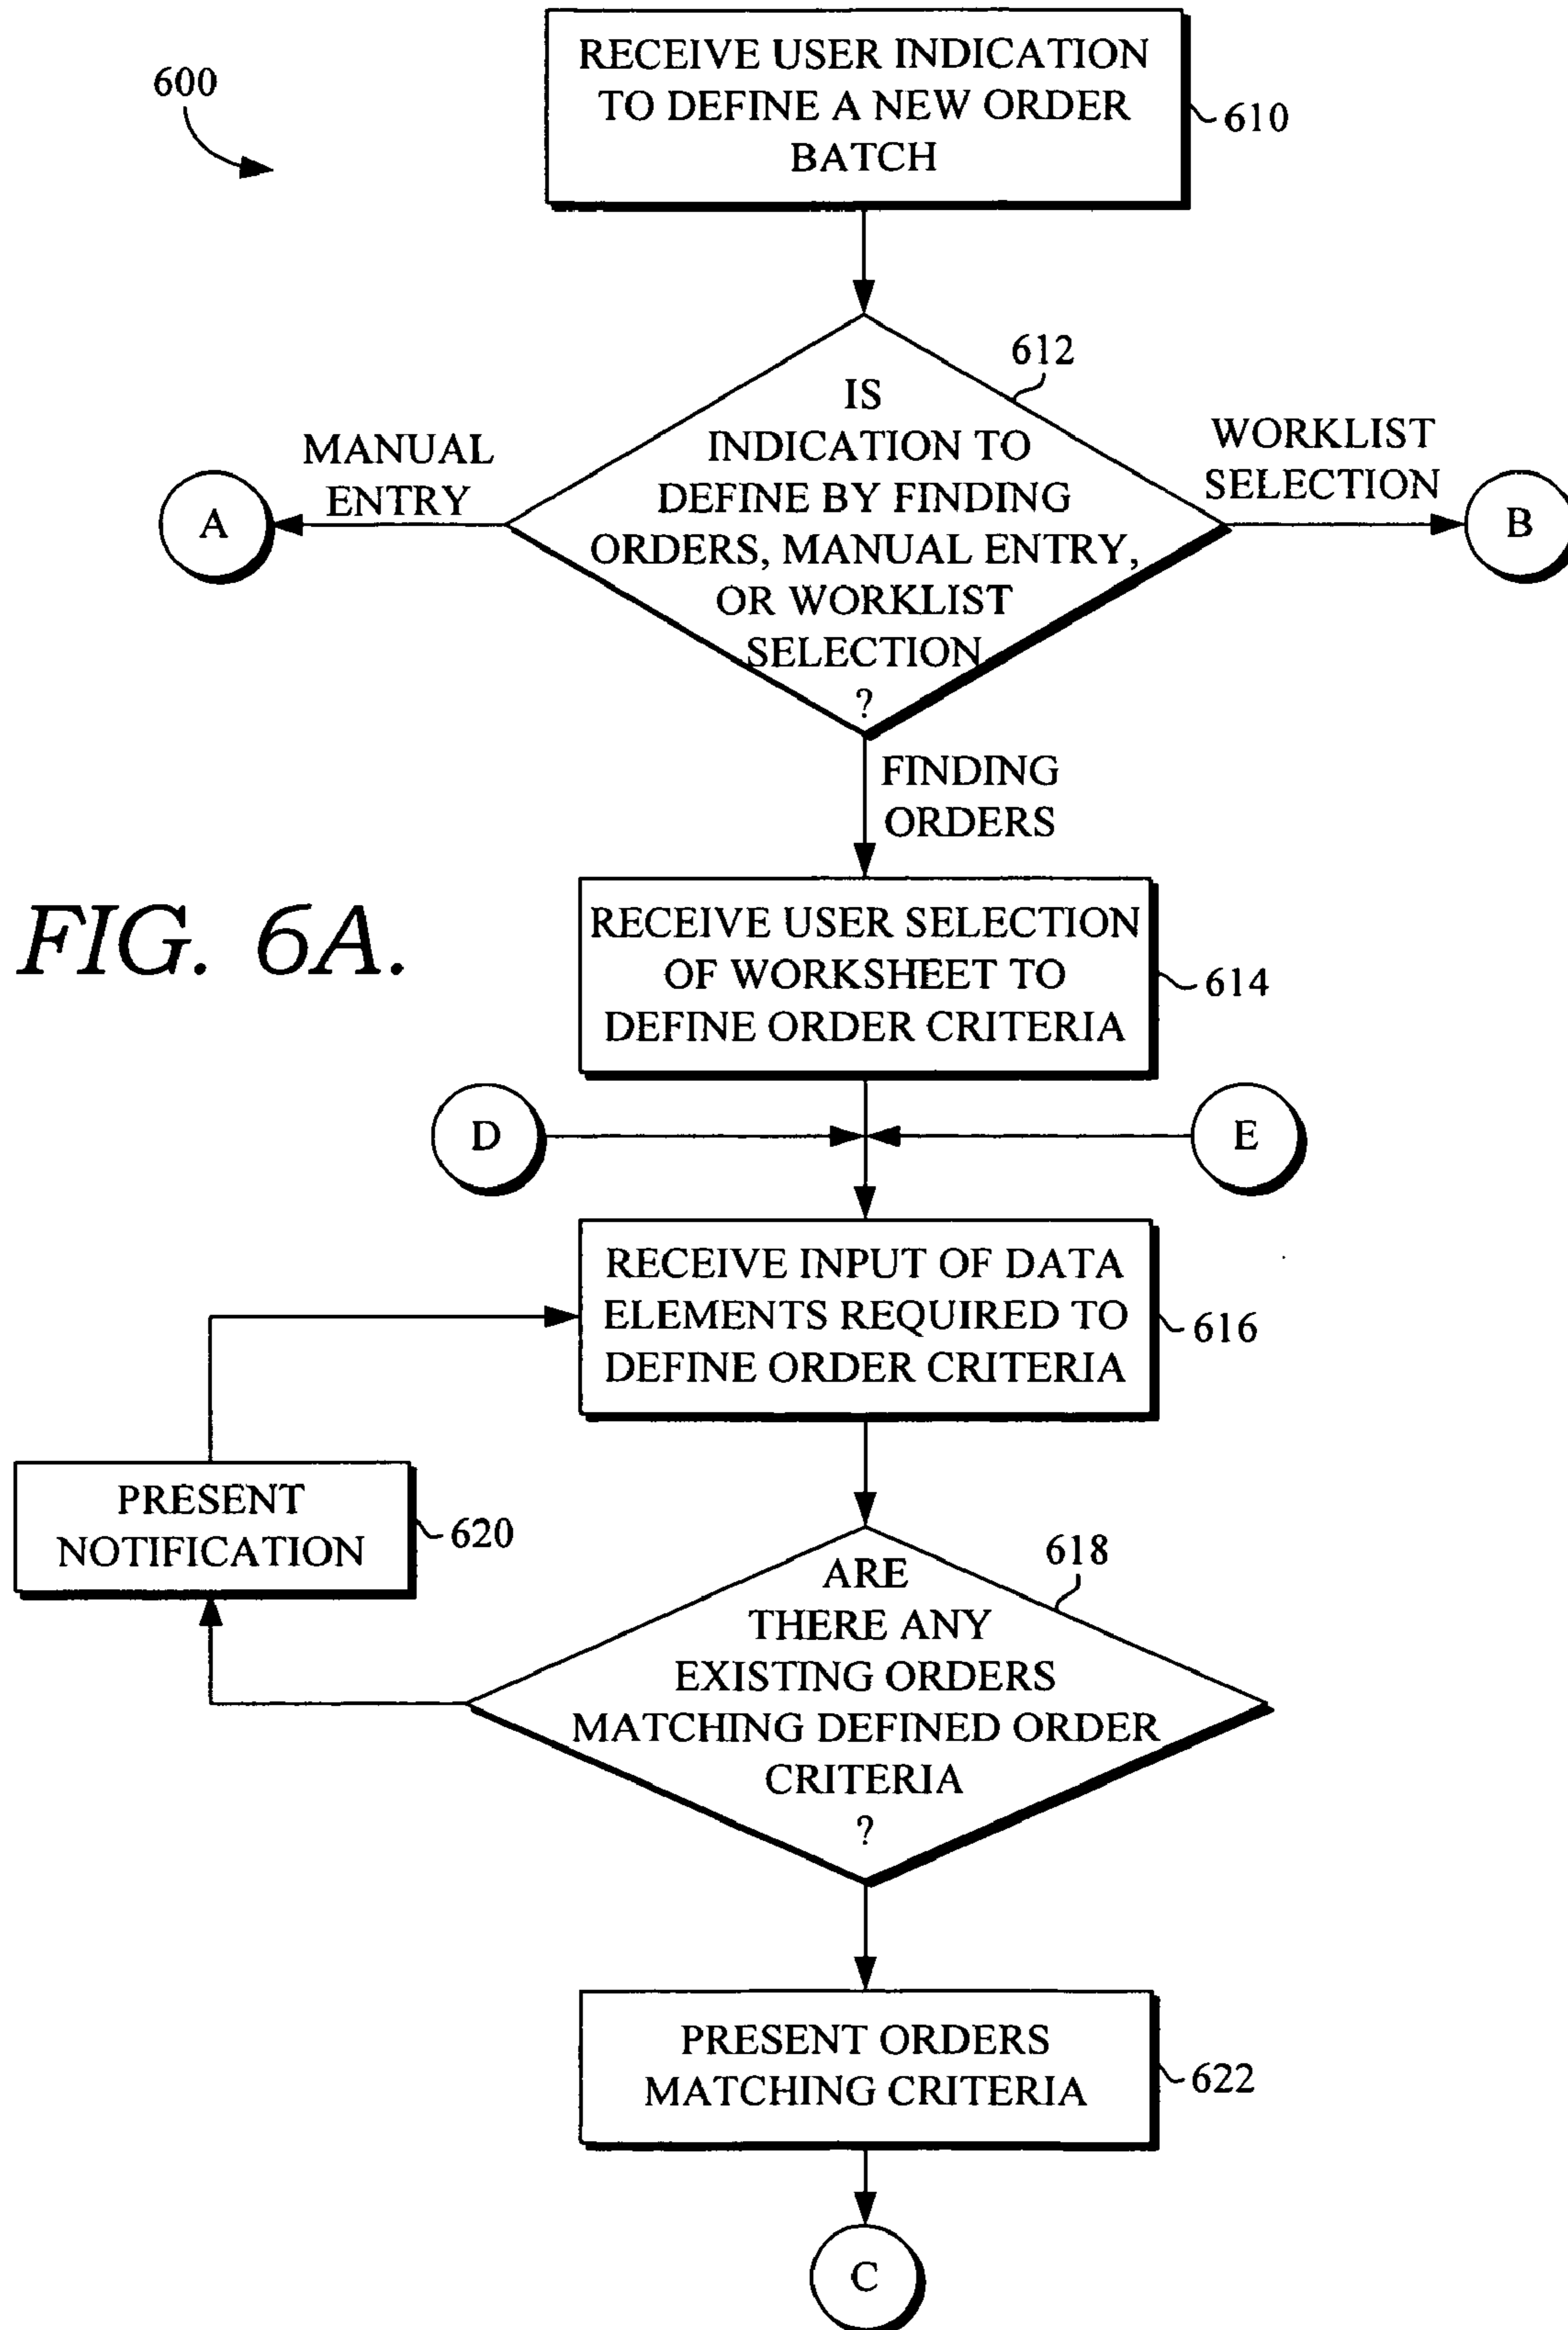 600
RECEIVE USER INDICATION
TO DEFINE A NEW ORDER
BATCH
610
612
IS
INDICATION TO
DEFINE BY FINDING
ORDERS, MANUAL ENTRY,
OR WORKLIST
SELECTION
?
MANUAL
ENTRY
A
WORKLIST
SELECTION
B
FINDING
ORDERS
FIG. 6A.
RECEIVE USER SELECTION
OF WORKSHEET TO
DEFINE ORDER CRITERIA
614
D
E
RECEIVE INPUT OF DATA
ELEMENTS REQUIRED TO
DEFINE ORDER CRITERIA
616
PRESENT
NOTIFICATION
620
618
ARE
THERE ANY
EXISTING ORDERS
MATCHING DEFINED ORDER
CRITERIA
?
PRESENT ORDERS
MATCHING CRITERIA
622
C